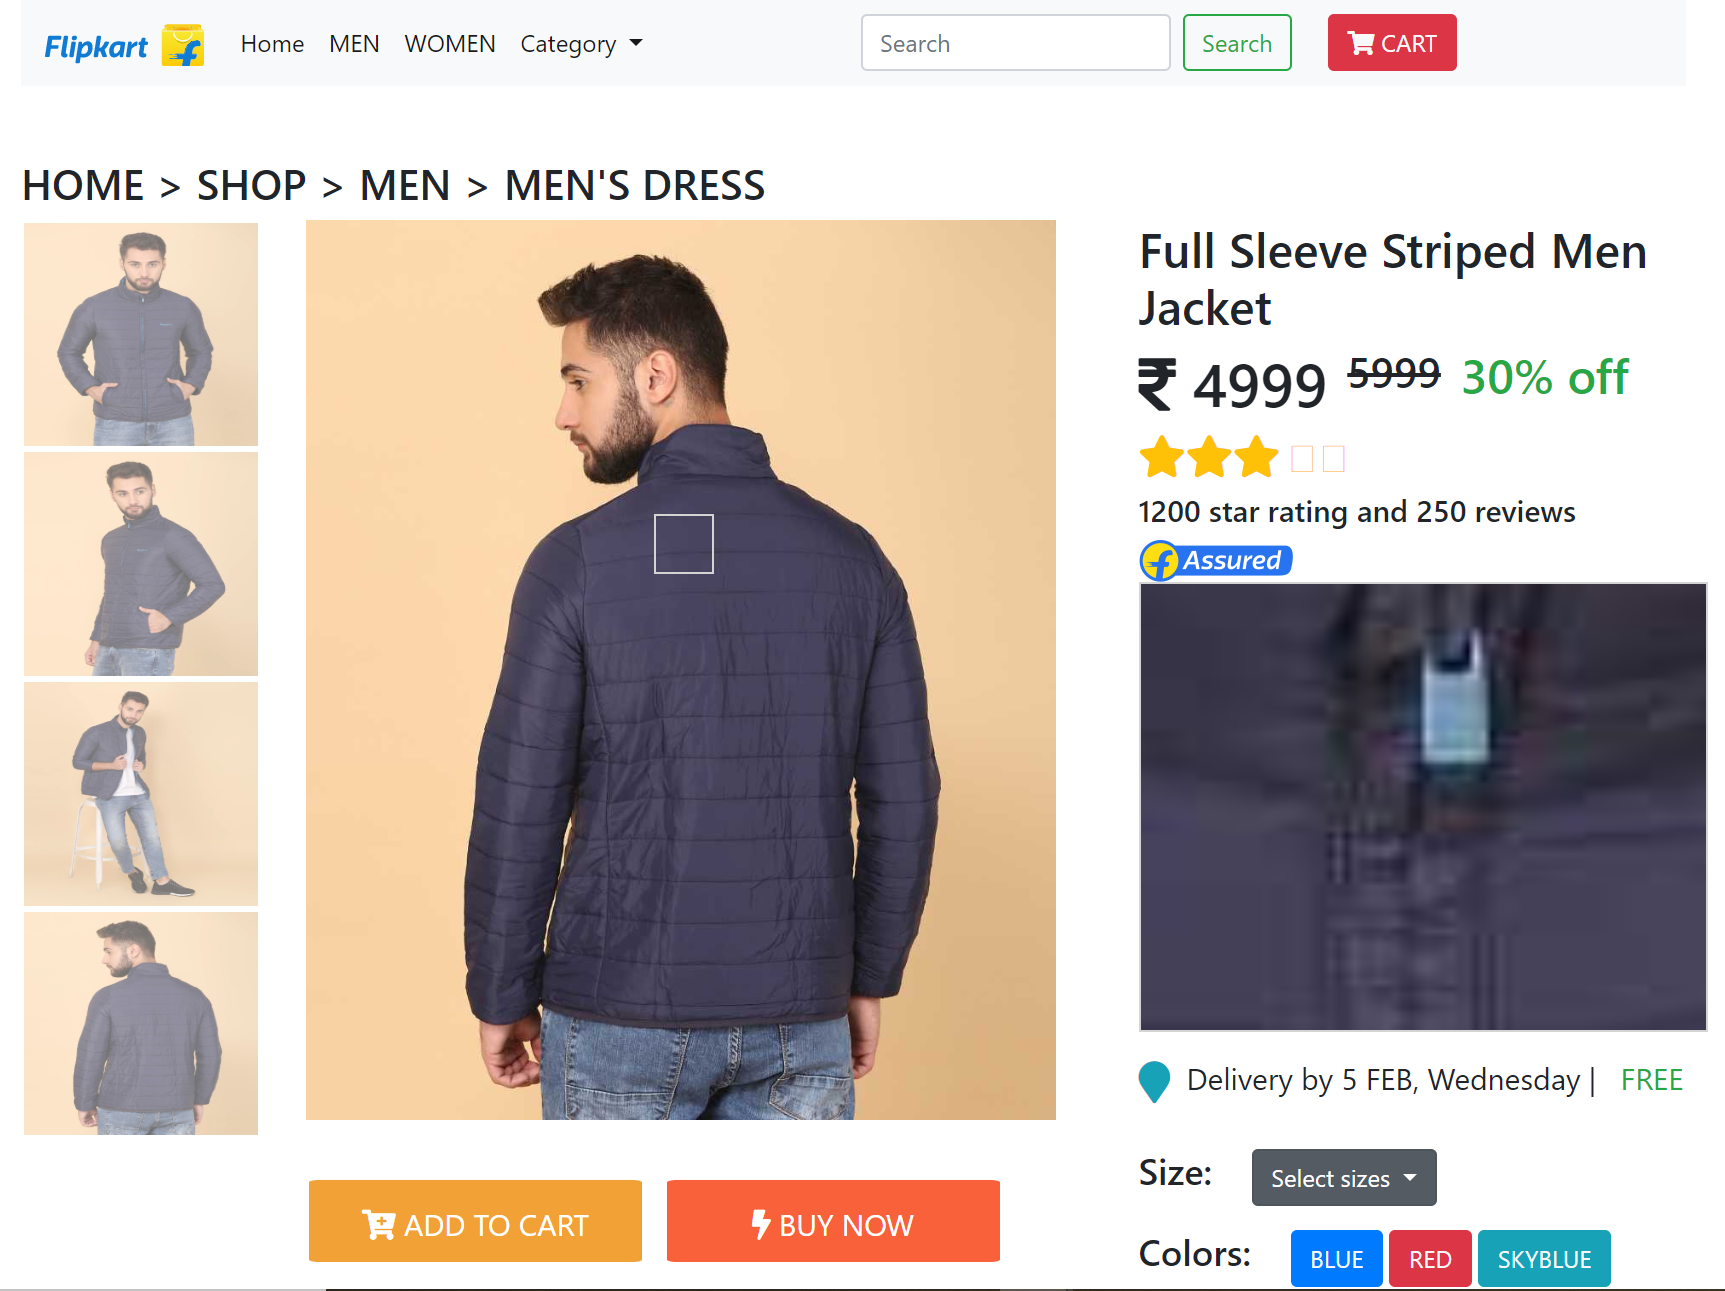 Flipkart Home MEN WOMEN Category Search Search CART
HOME > SHOP > MEN > MEN'S DRESS
Full Sleeve Striped Men
Jacket
₹ 4999 5999 30% off
1200 star rating and 250 reviews
Assured
Delivery by 5 FEB, Wednesday | FREE
Size: Select sizes
ADD TO CART BUY NOW
Colors: BLUE RED SKYBLUE